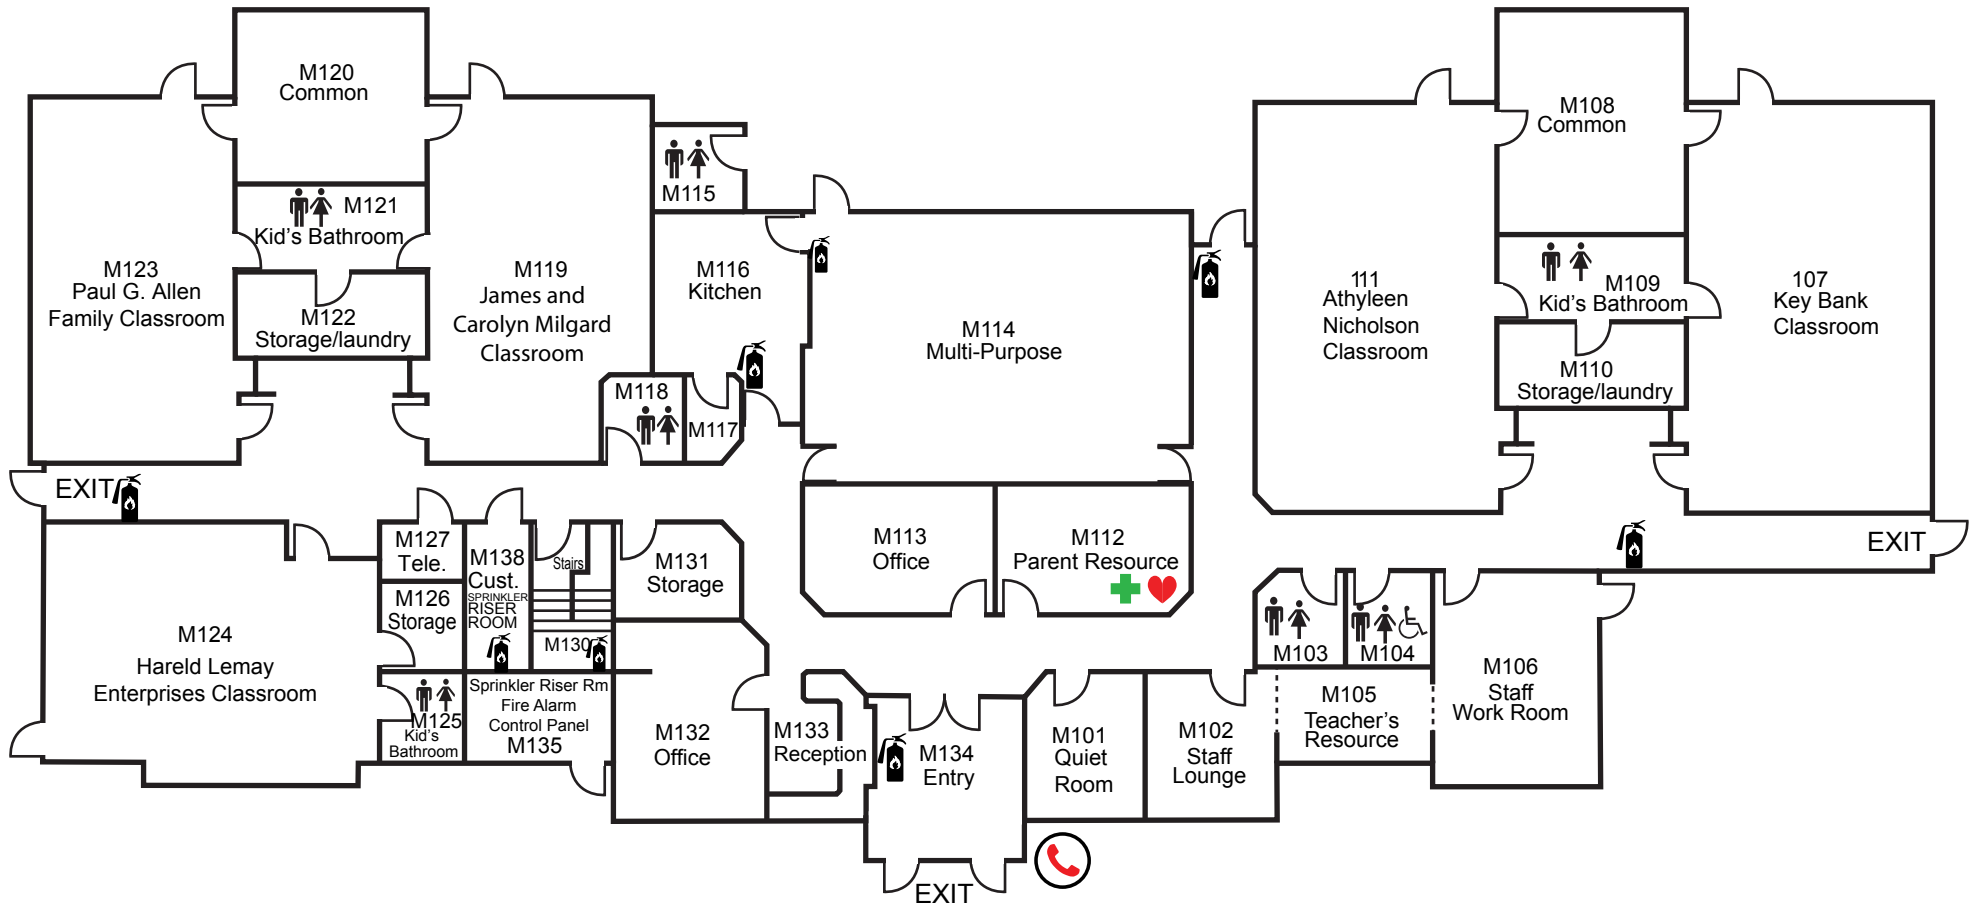 M120
Common
M121
Kid's Bathroom
M123
Paul G. Allen
Family Classroom
M122
Storage/laundry
M119
James and
Carolyn Milgard
Classroom
M115
M116
Kitchen
M118
M117
M114
Multi-Purpose
M108
Common
111
Athyleen
Nicholson
Classroom
M109
Kid's Bathroom
107
Key Bank
Classroom
M110
Storage/laundry
EXIT
M127
Tele.
M126
Storage
M138
Cust.
SPRINKLER
RISER
ROOM
Stairs
M130
M131
Storage
M113
Office
M112
Parent Resource
EXIT
M124
Hareld Lemay
Enterprises Classroom
M125
Kid's
Bathroom
Sprinkler Riser Rm
Fire Alarm
Control Panel
M135
M132
Office
M133
Reception
M134
Entry
M101
Quiet
Room
M102
Staff
Lounge
M103
M104
M105
Teacher's
Resource
M106
Staff
Work Room
EXIT